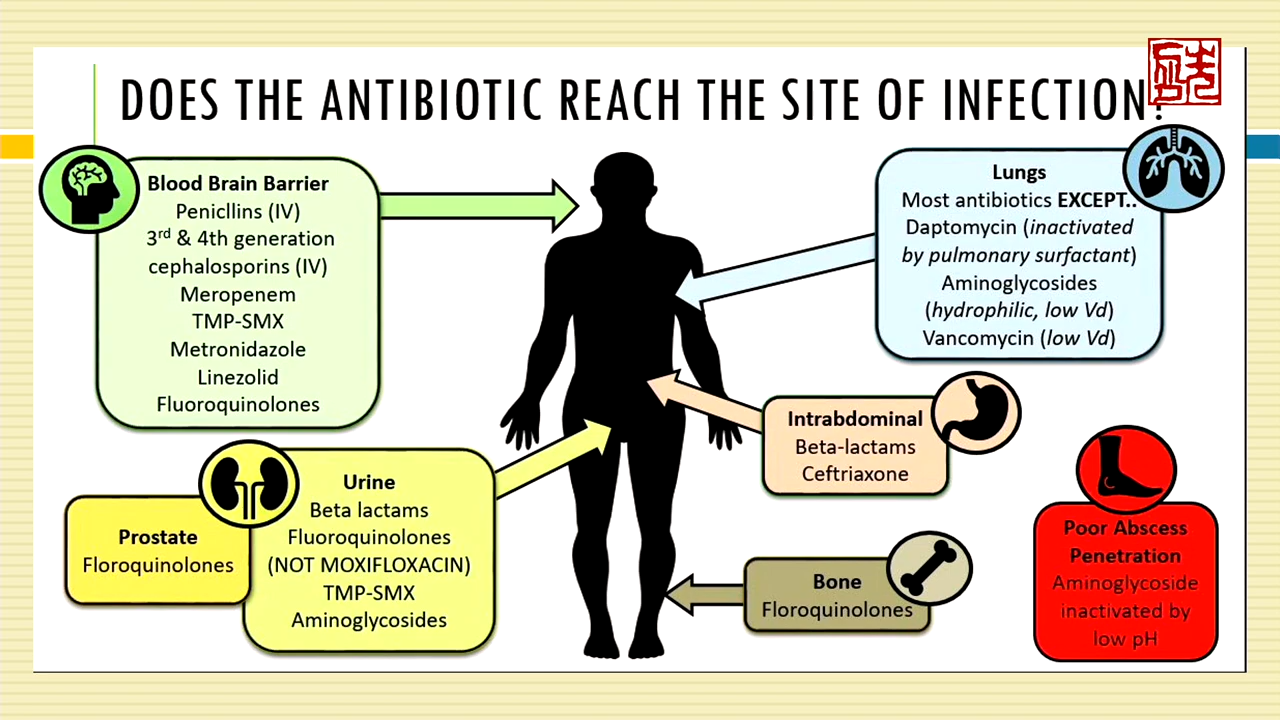 DOES THE ANTIBIOTIC REACH THE SITE OF INFECTION?
Blood Brain Barrier
Penicllins (IV)
3rd & 4th generation
cephalosporins (IV)
Meropenem
TMP-SMX
Metronidazole
Linezolid
Fluoroquinolones
Lungs
Most antibiotics EXCEPT..
Daptomycin (inactivated
by pulmonary surfactant)
Aminoglycosides
(hydrophilic, low Vd)
Vancomycin (low Vd)
Intrabdominal
Beta-lactams
Ceftriaxone
Urine
Beta lactams
Fluoroquinolones
(NOT MOXIFLOXACIN)
TMP-SMX
Aminoglycosides
Prostate
Floroquinolones
Bone
Floroquinolones
Poor Abscess
Penetration
Aminoglycoside
inactivated by
low pH